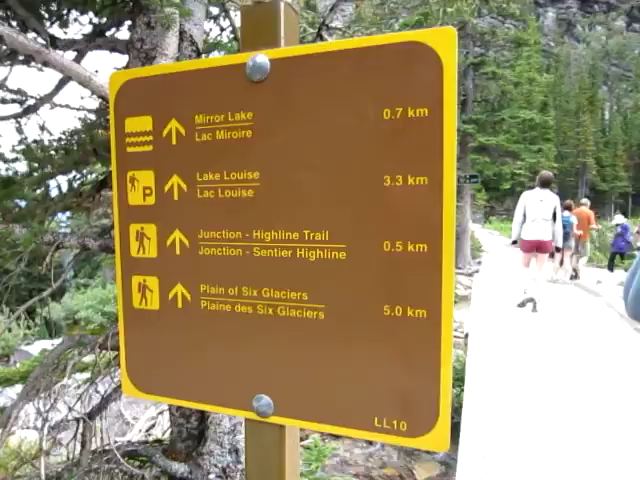 Mirror Lake
Lac Miroire
0.7 km
P
Lake Louise
Lac Louise
3.3 km
Junction - Highline Trail
Jonction - Sentier Highline
0.5 km
Plain of Six Glaciers
Plaine des Six Glaciers
5.0 km
LL10